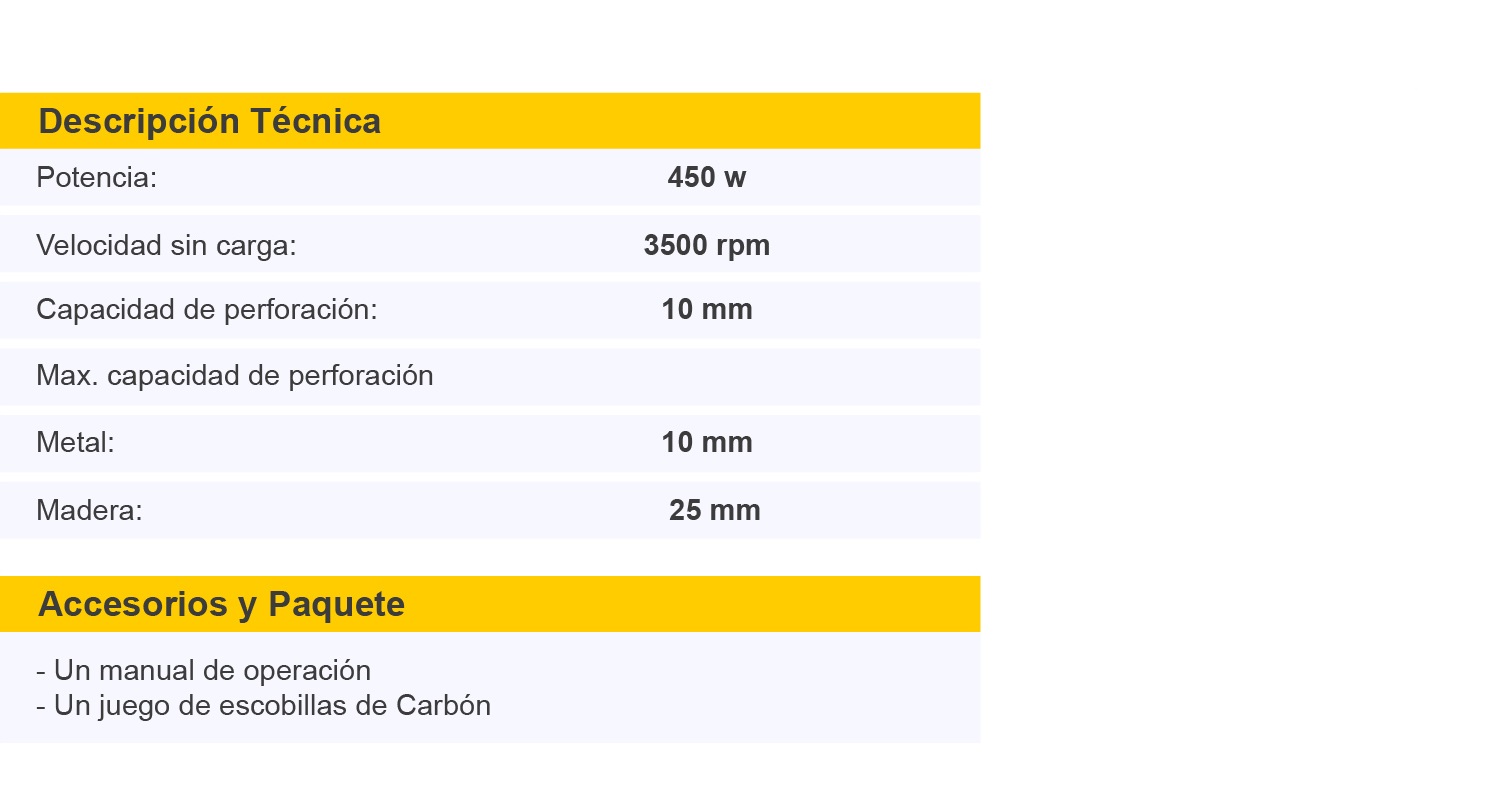 Descripción Técnica
Potencia: 450 w
Velocidad sin carga: 3500 rpm
Capacidad de perforación: 10 mm
Max. capacidad de perforación
Metal: 10 mm
Madera: 25 mm
Accesorios y Paquete
- Un manual de operación
- Un juego de escobillas de Carbón